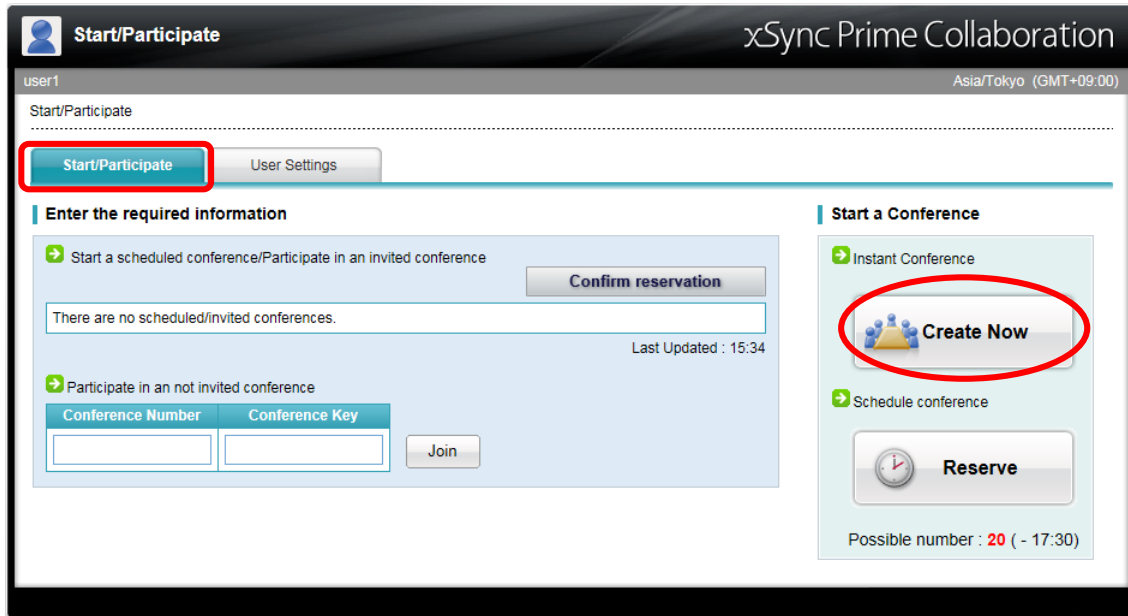 Start/Participate
xSync Prime Collaboration
user1
Asia/Tokyo (GMT+09:00)
Start/Participate
Start/Participate
User Settings
Enter the required information
Start a scheduled conference/Participate in an invited conference
Confirm reservation
There are no scheduled/invited conferences.
Last Updated : 15:34
Participate in an not invited conference
Conference Number
Conference Key
Join
Start a Conference
Instant Conference
Create Now
Schedule conference
Reserve
Possible number : 20 ( - 17:30)